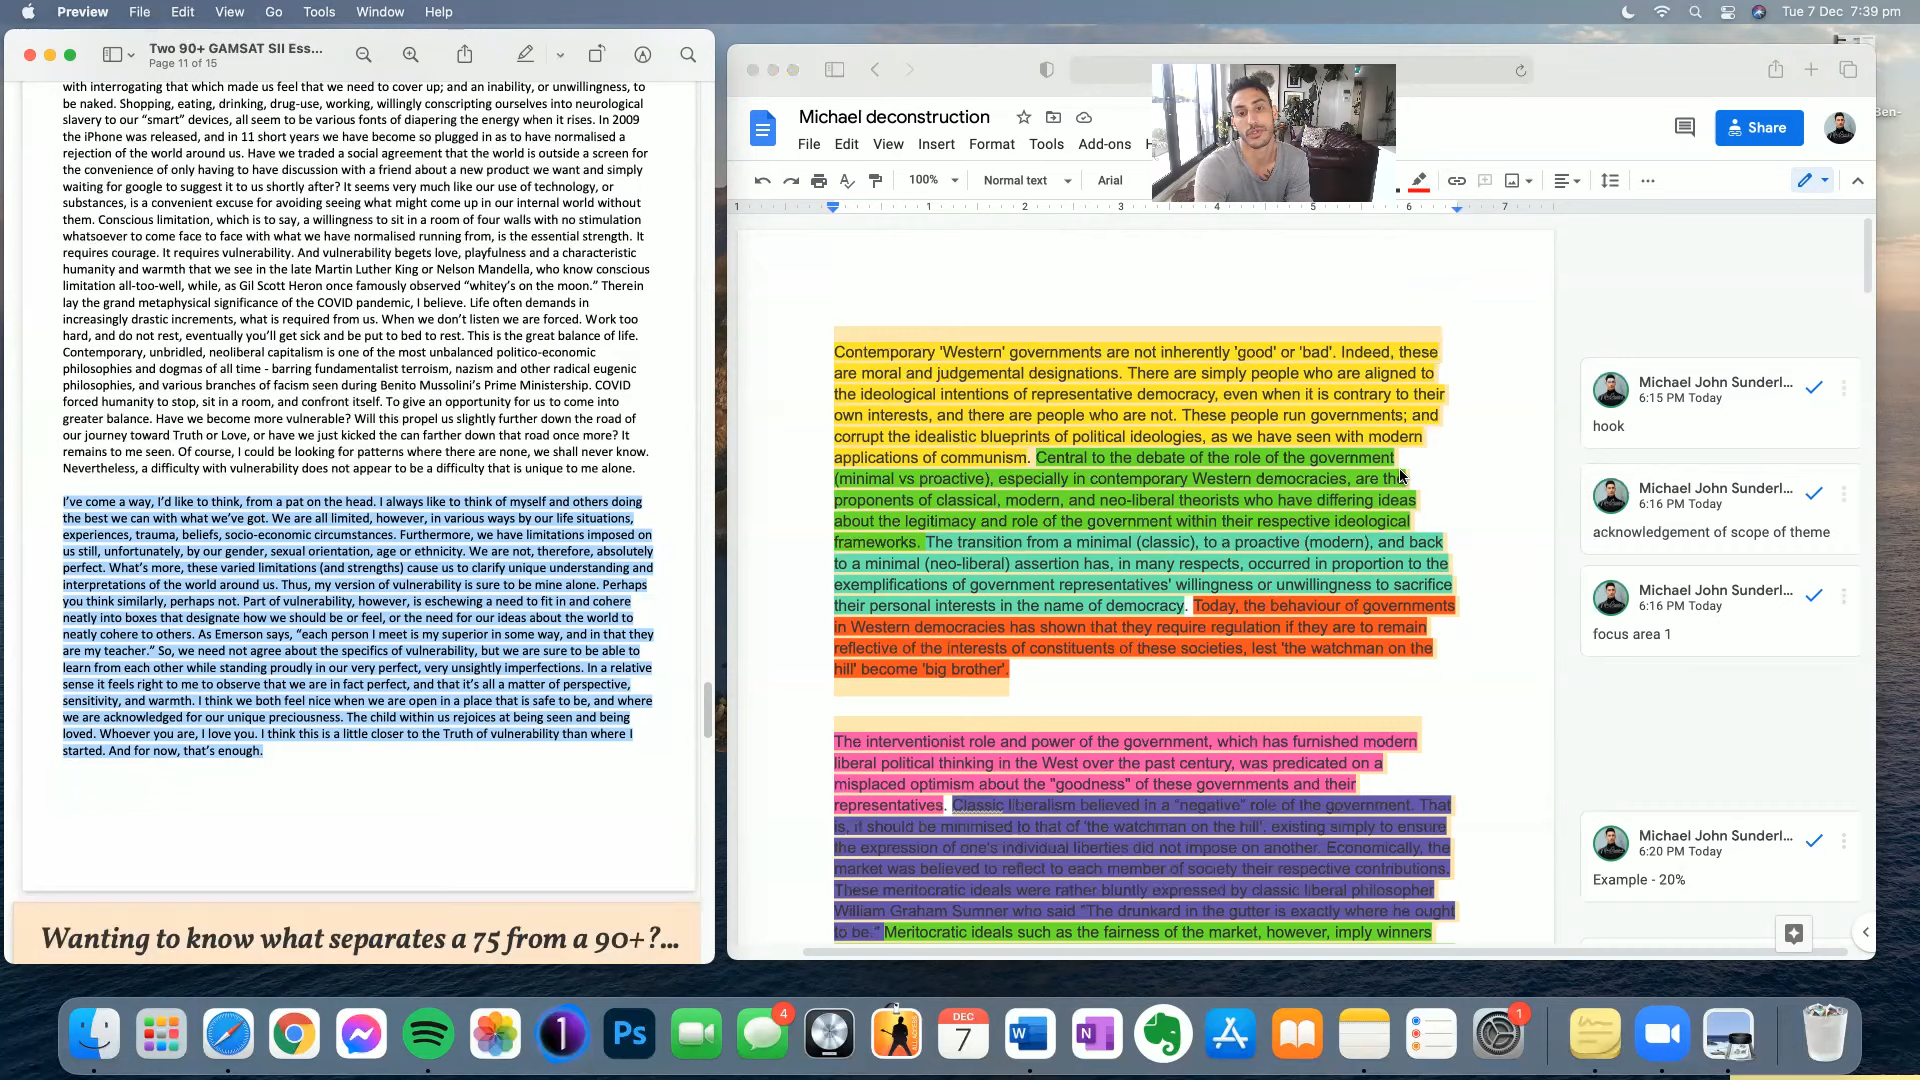 Preview File Edit View Go Tools Window Help
Tue 7 Dec 7:39 pm
Two 90+ GAMSAT SII Ess...
Page 11 of 15
with interrogating that which made us feel that we need to cover up; and an inability, or unwillingness, to
be naked. Shopping, eating, drinking, drug-use, working, willingly conscripting ourselves into neurological
slavery to our “smart” devices, all seem to be various fonts of diapering the energy when it rises. In 2009
the iPhone was released, and in 11 short years we have become so plugged in as to have normalised a
rejection of the world around us. Have we traded a social agreement that the world is outside a screen for
the convenience of only having to have discussion with a friend about a new product we want and simply
waiting for google to suggest it to us shortly after? It seems very much like our use of technology, or
substances, is a convenient excuse for avoiding seeing what might come up in our internal world without
them. Conscious limitation, which is to say, a willingness to sit in a room of four walls with no stimulation
whatsoever to come face to face with what we have normalised running from, is the essential strength. It
requires courage. It requires vulnerability. And vulnerability begets love, playfulness and a characteristic
humanity and warmth that we see in the late Martin Luther King or Nelson Mandella, who know conscious
limitation all-too-well, while, as Gil Scott Heron once famously observed “whitey’s on the moon.” Therein
lay the grand metaphysical significance of the COVID pandemic, I believe. Life often demands in
increasingly drastic increments, what is required from us. When we don’t listen we are forced. Work too
hard, and do not rest, eventually you’ll get sick and be put to bed to rest. This is the great balance of life.
Contemporary, unbridled, neoliberal capitalism is one of the most unbalanced politico-economic
philosophies and dogmas of all time - barring fundamentalist terroism, nazism and other radical eugenic
philosophies, and various branches of facism seen during Benito Mussolini’s Prime Ministership. COVID
forced humanity to stop, sit in a room, and confront itself. To give an opportunity for us to come into
greater balance. Have we become more vulnerable? Will this propel us slightly further down the road of
our journey toward Truth or Love, or have we just kicked the can farther down that road once more? It
remains to me seen. Of course, I could be looking for patterns where there are none, we shall never know.
Nevertheless, a difficulty with vulnerability does not appear to be a difficulty that is unique to me alone.
I’ve come a way, I’d like to think, from a pat on the head. I always like to think of myself and others doing
the best we can with what we’ve got. We are all limited, however, in various ways by our life situations,
experiences, trauma, beliefs, socio-economic circumstances. Furthermore, we have limitations imposed on
us still, unfortunately, by our gender, sexual orientation, age or ethnicity. We are not, therefore, absolutely
perfect. What’s more, these varied limitations (and strengths) cause us to clarify unique understanding and
interpretations of the world around us. Thus, my version of vulnerability is sure to be mine alone. Perhaps
you think similarly, perhaps not. Part of vulnerability, however, is eschewing a need to fit in and cohere
neatly into boxes that designate how we should be or feel, or the need for our ideas about the world to
neatly cohere to others. As Emerson says, “each person I meet is my superior in some way, and in that they
are my teacher.” So, we need not agree about the specifics of vulnerability, but we are sure to be able to
learn from each other while standing proudly in our very perfect, very unsightly imperfections. In a relative
sense it feels right to me to observe that we are in fact perfect, and that it’s all a matter of perspective,
sensitivity, and warmth. I think we both feel nice when we are open in a place that is safe to be, and where
we are acknowledged for our unique preciousness. The child within us rejoices at being seen and being
loved. Whoever you are, I love you. I think this is a little closer to the Truth of vulnerability than where I
started. And for now, that’s enough.
Wanting to know what separates a 75 from a 90+?...
Michael deconstruction
File Edit View Insert Format Tools Add-ons H
Share
100% Normal text Arial
1 1 2 3 4 5 6 7
Contemporary 'Western' governments are not inherently 'good' or 'bad'. Indeed, these
are moral and judgemental designations. There are simply people who are aligned to
the ideological intentions of representative democracy, even when it is contrary to their
own interests, and there are people who are not. These people run governments; and
corrupt the idealistic blueprints of political ideologies, as we have seen with modern
applications of communism. Central to the debate of the role of the government
(minimal vs proactive), especially in contemporary Western democracies, are the
proponents of classical, modern, and neo-liberal theorists who have differing ideas
about the legitimacy and role of the government within their respective ideological
frameworks. The transition from a minimal (classic), to a proactive (modern), and back
to a minimal (neo-liberal) assertion has, in many respects, occurred in proportion to the
exemplifications of government representatives' willingness or unwillingness to sacrifice
their personal interests in the name of democracy. Today, the behaviour of governments
in Western democracies has shown that they require regulation if they are to remain
reflective of the interests of constituents of these societies, lest 'the watchman on the
hill' become 'big brother'.
The interventionist role and power of the government, which has furnished modern
liberal political thinking in the West over the past century, was predicated on a
misplaced optimism about the "goodness" of these governments and their
representatives. Classic liberalism believed in a “negative” role of the government. That
is, it should be minimised to that of 'the watchman on the hill', existing simply to ensure
the expression of one's individual liberties did not impose on another. Economically, the
market was believed to reflect to each member of society their respective contributions.
These meritocratic ideals were rather bluntly expressed by classic liberal philosopher
William Graham Sumner who said "The drunkard in the gutter is exactly where he ought
to be." Meritocratic ideals such as the fairness of the market, however, imply winners
Michael John Sunderl...
6:15 PM Today
hook
Michael John Sunderl...
6:16 PM Today
acknowledgement of scope of theme
Michael John Sunderl...
6:16 PM Today
focus area 1
Michael John Sunderl...
6:20 PM Today
Example - 20%
Ben-
1
Ps
4
DEC
7
W
N
1